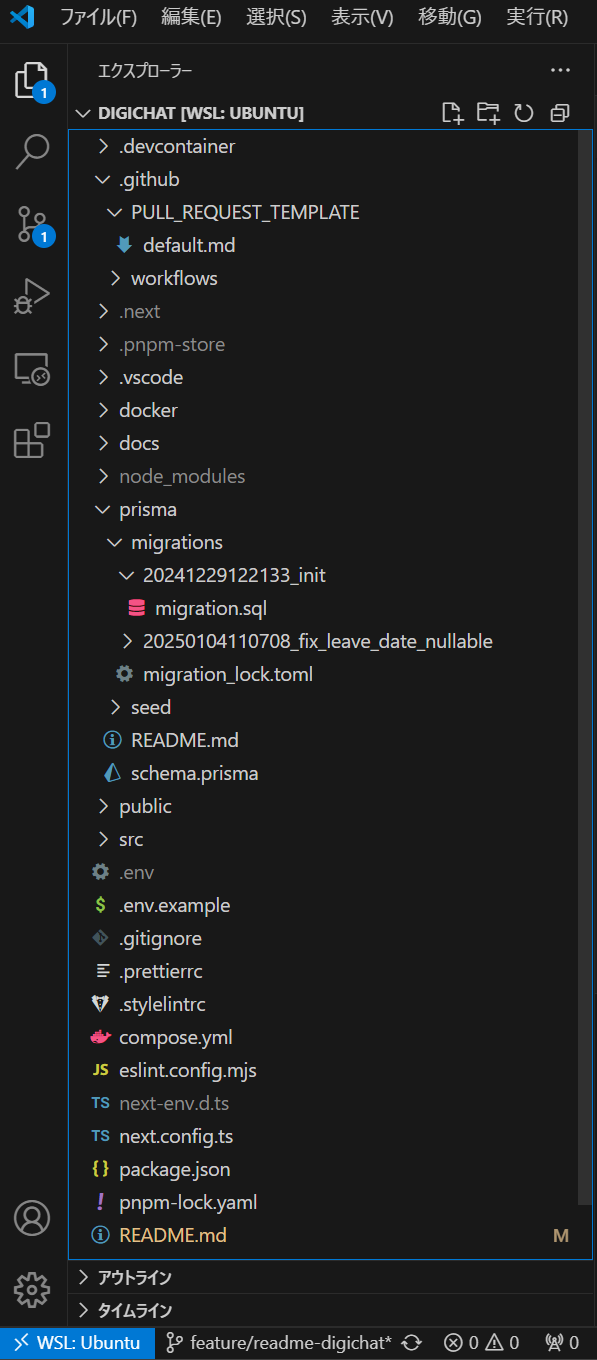 ファイル(F) 編集(E) 選択(S) 表示(V) 移動(G) 実行(R)
エクスプローラー
1
DIGICHAT [WSL: UBUNTU]
.devcontainer
.github
PULL_REQUEST_TEMPLATE
default.md
1
workflows
.next
.pnpm-store
.vscode
docker
docs
node_modules
prisma
migrations
20241229122133_init
migration.sql
20250104110708_fix_leave_date_nullable
migration_lock.toml
seed
README.md
schema.prisma
public
src
.env
$ .env.example
.gitignore
.prettierrc
.stylelintrc
compose.yml
JS eslint.config.mjs
TS next-env.d.ts
TS next.config.ts
{} package.json
! pnpm-lock.yaml
README.md M
アウトライン
タイムライン
WSL: Ubuntu feature/readme-digichat* 0 0 0